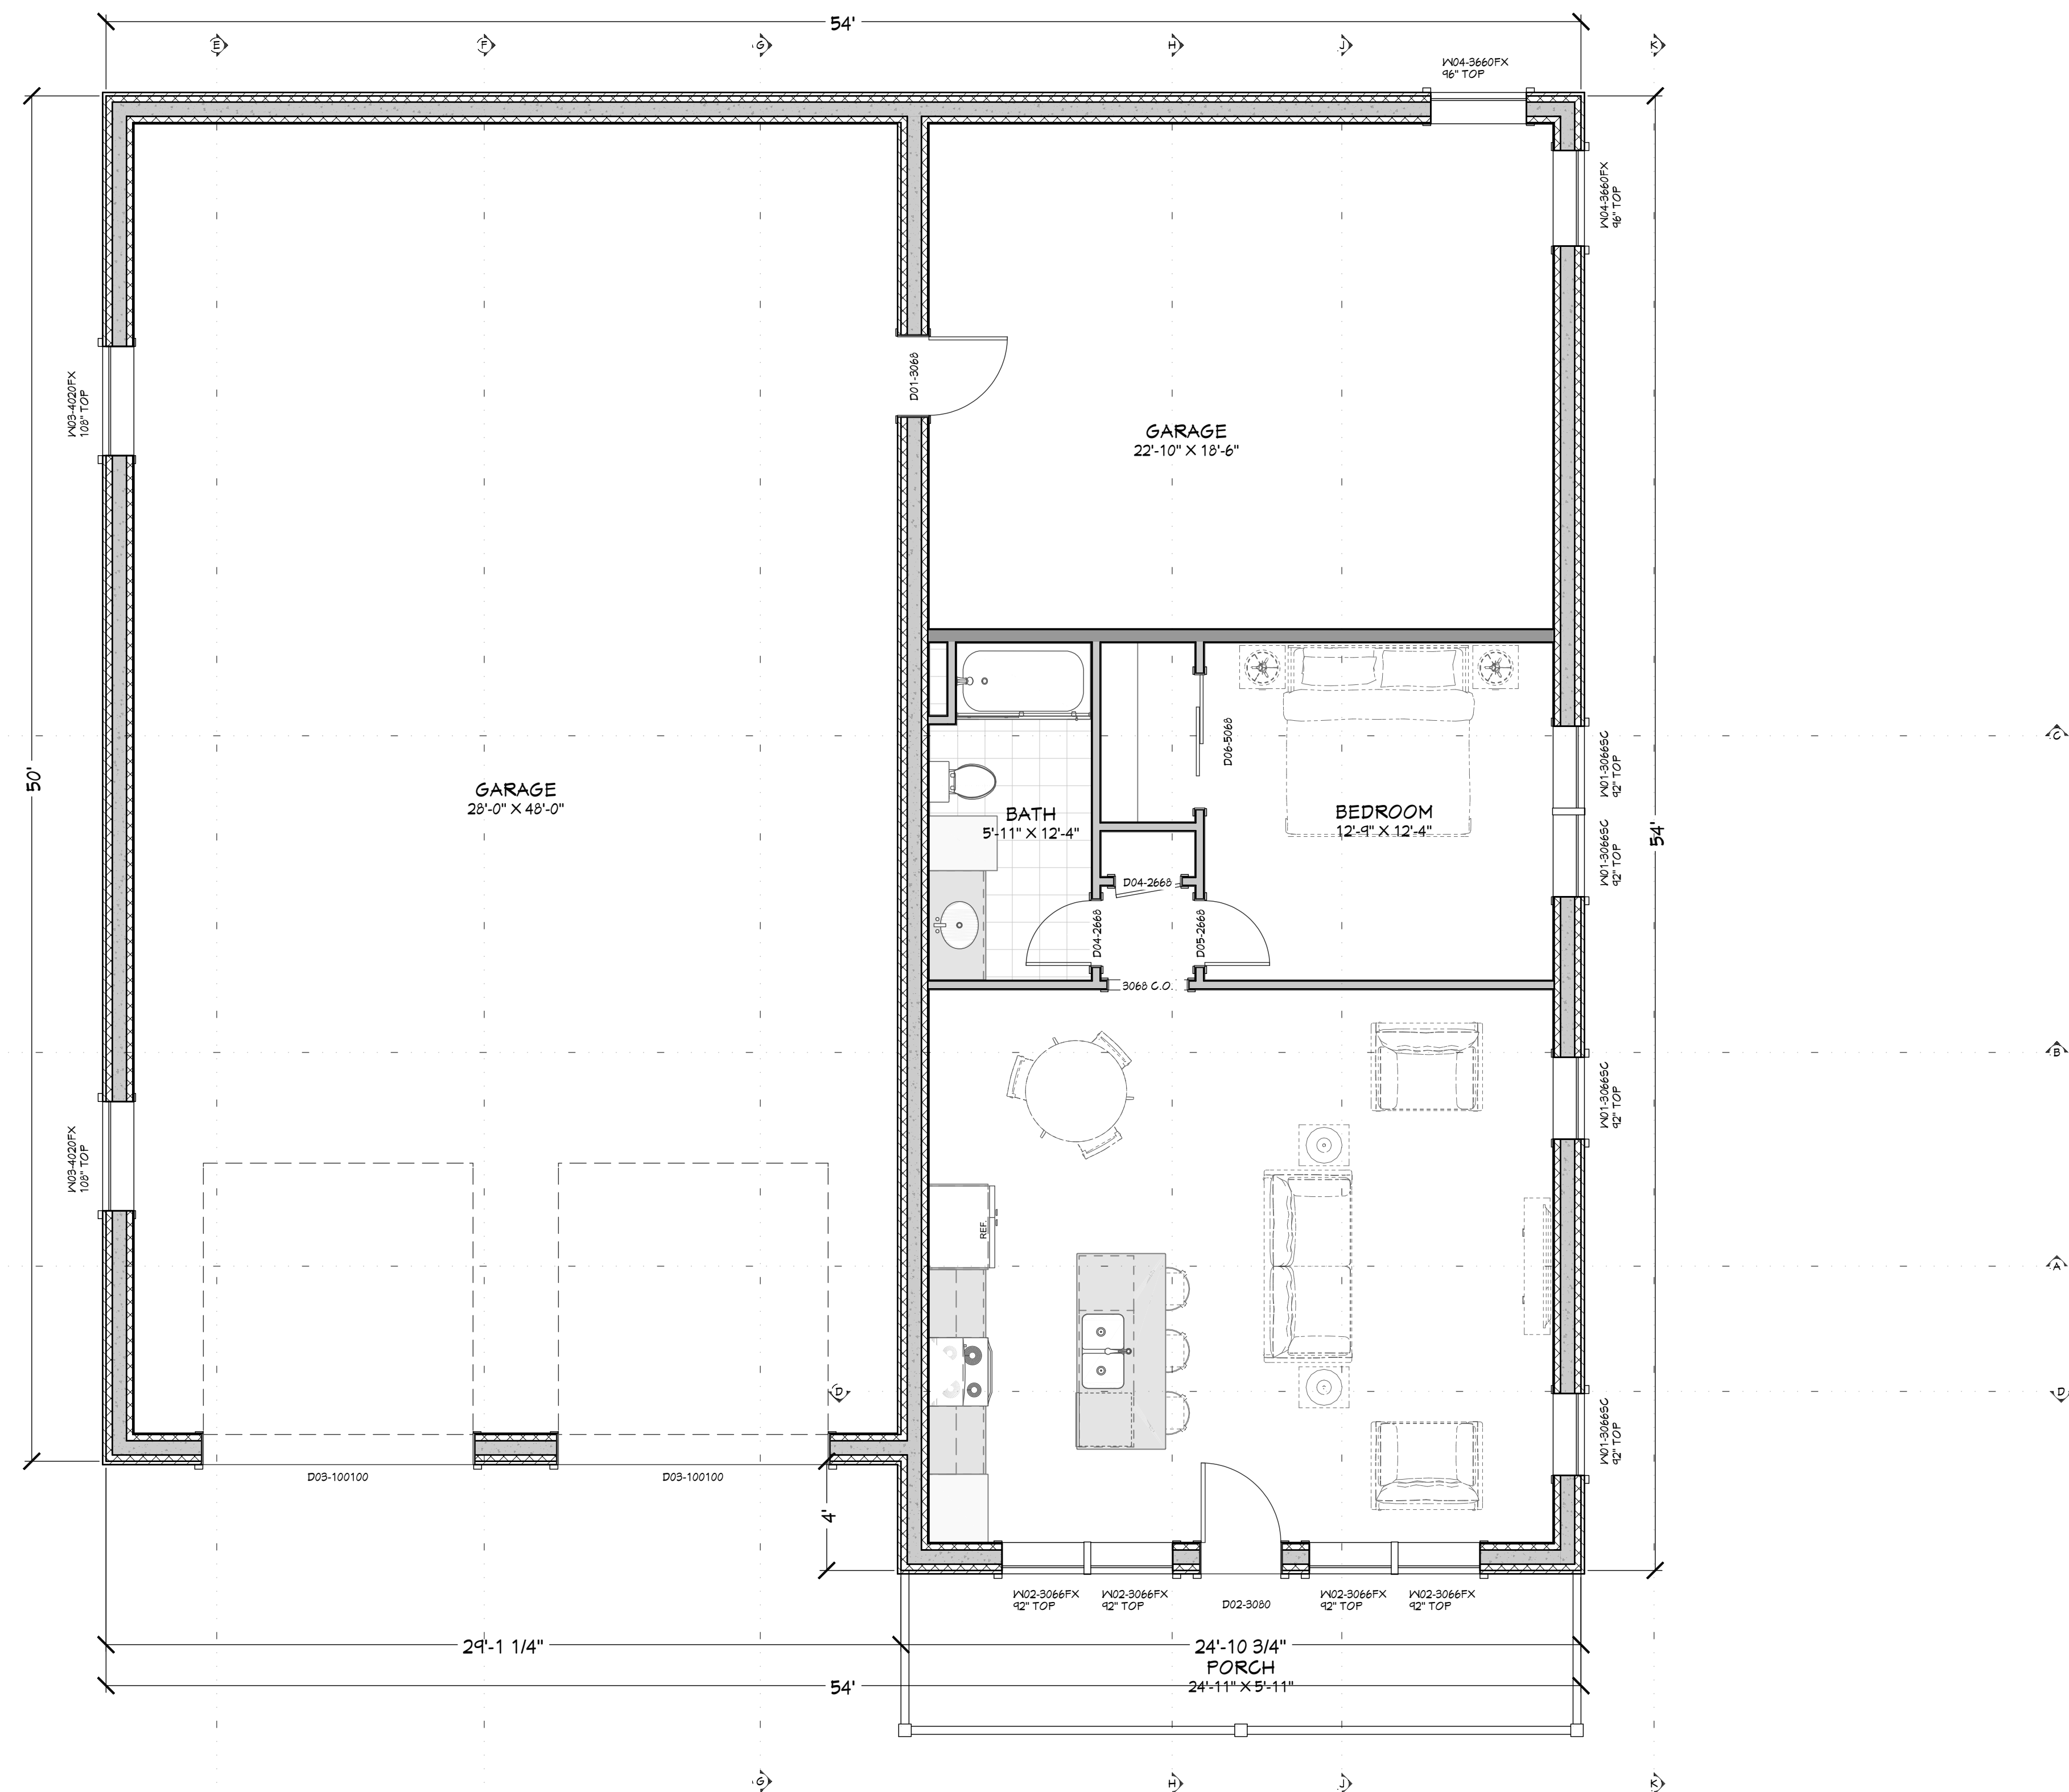 54'
E
F
G
H
J
K
W04-3660FX
96" TOP
W04-3660FX
96" TOP
D01-3068
W03-4020FX
108" TOP
GARAGE
22'-10" X 18'-6"
50'
54'
GARAGE
28'-0" X 48'-0"
D06-5068
C
W01-3066SC
92" TOP
BATH
5'-11" X 12'-4"
BEDROOM
12'-9" X 12'-4"
W01-3066SC
92" TOP
D04-2668
D04-2668
D05-2668
3068 C.O.
B
W01-3066SC
92" TOP
W03-4020FX
108" TOP
REF.
A
D
D
W01-3066SC
92" TOP
D03-100100
D03-100100
4'
W02-3066FX
92" TOP
W02-3066FX
92" TOP
D02-3080
W02-3066FX
92" TOP
W02-3066FX
92" TOP
29'-1 1/4"
24'-10 3/4"
PORCH
24'-11" X 5'-11"
54'
G
H
J
K